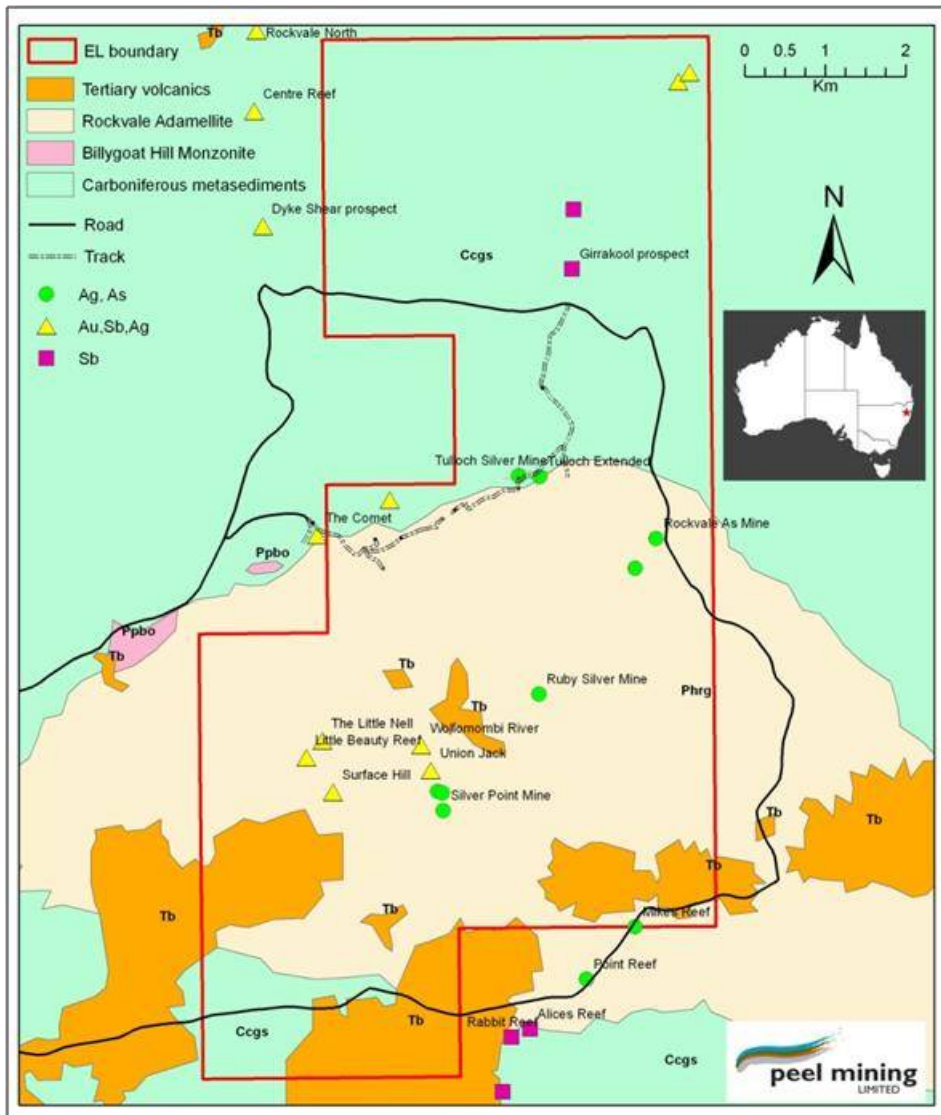 EL boundary
Tertiary volcanics
Rockvale Adamellite
Billygoat Hill Monzonite
Carboniferous metasediments
Road
Track
Ag, As
Au,Sb,Ag
Sb
0 0.5 1 2
Km
N
Tb
Rockvale North
Centre Reef
Dyke Shear prospect
Ccgs
Girrakool prospect
Tulloch Silver Mine
Tulloch Extended
The Comet
Rockvale As Mine
Ppbo
Ppbo
Tb
Tb
Ruby Silver Mine
Phrg
Tb
The Little Nell
Wollomombi River
Little Beauty Reef
Union Jack
Surface Hill
Silver Point Mine
Tb
Tb
Tb
Tb
Tb
Mikes Reef
Point Reef
Ccgs
Tb
Rabbit Reef
Alices Reef
Ccgs
peel mining
LIMITED